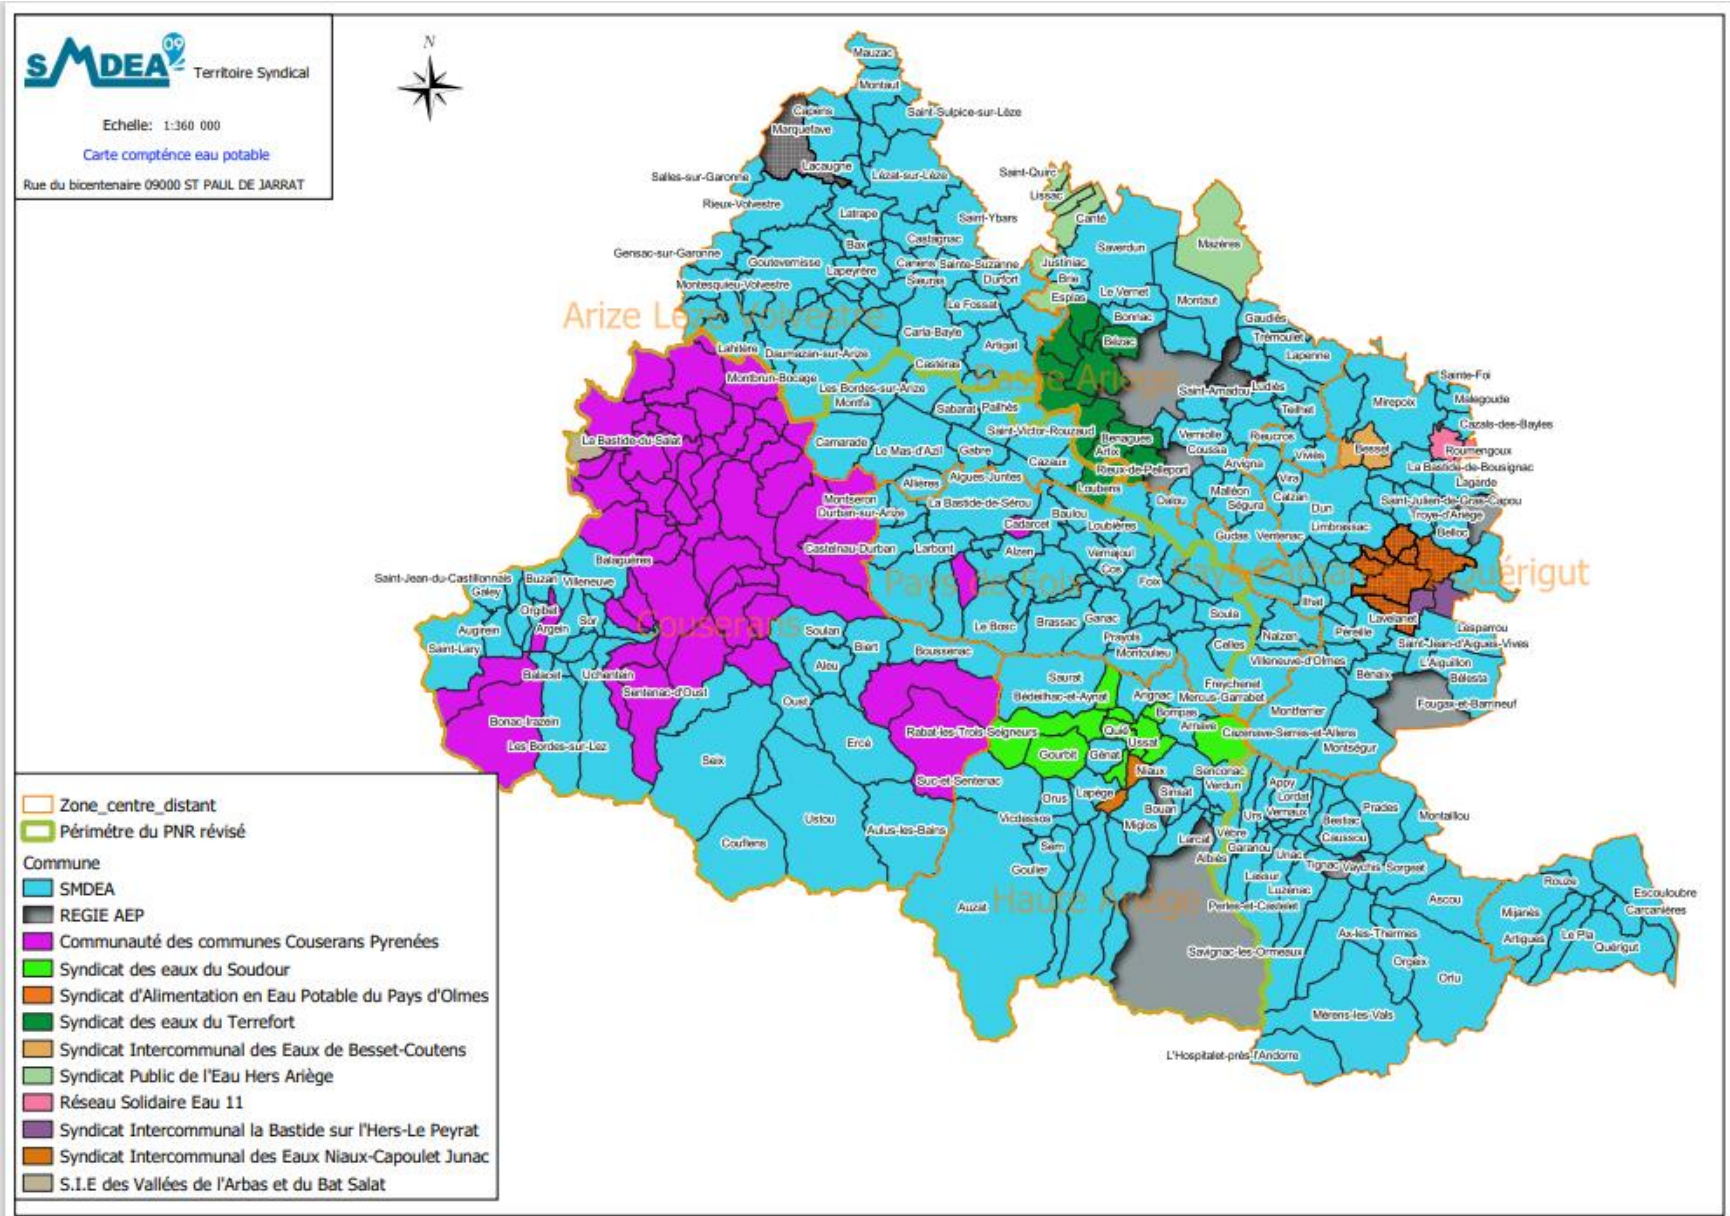 SMDEA 09
Territoire Syndical
Echelle: 1:360 000
Carte compténce eau potable
Rue du bicentenaire 09000 ST PAUL DE JARRAT
N
Mauzac
Montaut
Capens
Saint-Sulpice-sur-Lèze
Marquefave
Lacaugne
Salles-sur-Garonne
Lézat-sur-Lèze
Saint-Quirc
Lissac
Rieux-Volvestre
Latrape
Saint-Ybars
Canté
Bax
Castagnac
Saverdun
Mazères
Gensac-sur-Garonne
Goutevernisse
Lapeyrère
Canens
Sainte-Suzanne
Justiniac
Montesquieu-Volvestre
Sieuras
Durfort
Brie
Le Fossat
Esplas
Le Vernet
Montaut
Arize Lèze Volvestre
Bonnac
Gaudiès
Carla-Bayle
Trémoulet
Lahitère
Daumazan-sur-Arize
Artigat
Bézac
Lapenne
Castéras
Montbrun-Bocage
Les Bordes-sur-Arize
Basse Ariège
Saint-Amadou
Ludiès
Sainte-Foi
Montfa
Sabarat
Pailhès
Teilhet
Mirepoix
Malegoude
Saint-Victor-Rouzaud
Cazals-des-Bayles
La Bastide-du-Salat
Camarade
Le Mas-d'Azil
Gabre
Benagues
Verniolle
Rieucros
Besset
Roumengoux
Artix
Coussa
Viviès
Cazaux
Rieux-de-Pelleport
Arvigna
La Bastide-de-Bousignac
Allières
Aigues-Juntes
Loubens
Vira
Lagarde
Montseron
La Bastide-de-Sérou
Dalou
Malléon
Calzan
Saint-Julien-de-Gras-Capou
Durban-sur-Arize
Baulou
Ségura
Dun
Troye-d'Ariège
Cadarcet
Loubières
Limbrassac
Belloc
Castelnau-Durban
Larbont
Alzen
Vernajoul
Gudas
Ventenac
Balaguères
Cos
Saint-Jean-du-Castillonnais
Buzan
Villeneuve
Pays de Foix
Foix
Galey
Orgibet
Ilhat
Argein
Sor
Soula
Lavelanet
Augirein
Couserans
Soulan
Le Bosc
Brassac
Ganac
Péreille
Lesparrou
Saint-Lary
Biert
Boussenac
Prayols
Celles
Nalzen
Saint-Jean-d'Aigues-Vives
Montoulieu
Balacet
Uchentein
Aleu
Villeneuve-d'Olmes
L'Aiguillon
Sentenac-d'Oust
Oust
Saurat
Freychenet
Bénaix
Bélesta
Bédeilhac-et-Aynat
Arignac
Mercus-Garrabet
Fougax-et-Barrineuf
Bonac-Irazein
Bompas
Montferrier
Rabat-les-Trois-Seigneurs
Quié
Arnave
Cazenave-Serres-et-Allens
Les Bordes-sur-Lez
Ercé
Ussat
Montségur
Seix
Gourbit
Génat
Suc-et-Sentenac
Niaux
Senconac
Orus
Lapège
Siniat
Verdun
Appy
Lordat
Vicdessos
Bouan
Urs
Vernaux
Prades
Montaillou
Ustou
Miglos
Bestiac
Aulus-les-Bains
Larcat
Vèbre
Caussou
Couflens
Sem
Garanou
Goulier
Albiès
Unac
Tignac
Vaychis
Sorgeat
Lassur
Rouze
Luzenac
Escouloubre
Auzat
Haute Ariège
Perles-et-Castelet
Ascou
Mijanès
Carcanières
Ax-les-Thermes
Artigues
Le Pla
Quérigut
Savignac-les-Ormeaux
Orgeix
Orlu
Mérens-les-Vals
L'Hospitalet-près-l'Andorre
Zone_centre_distant
Périmétre du PNR révisé
Commune
SMDEA
REGIE AEP
Communauté des communes Couserans Pyrenées
Syndicat des eaux du Soudour
Syndicat d'Alimentation en Eau Potable du Pays d'Olmes
Syndicat des eaux du Terrefort
Syndicat Intercommunal des Eaux de Besset-Coutens
Syndicat Public de l'Eau Hers Ariège
Réseau Solidaire Eau 11
Syndicat Intercommunal la Bastide sur l'Hers-Le Peyrat
Syndicat Intercommunal des Eaux Niaux-Capoulet Junac
S.I.E des Vallées de l'Arbas et du Bat Salat